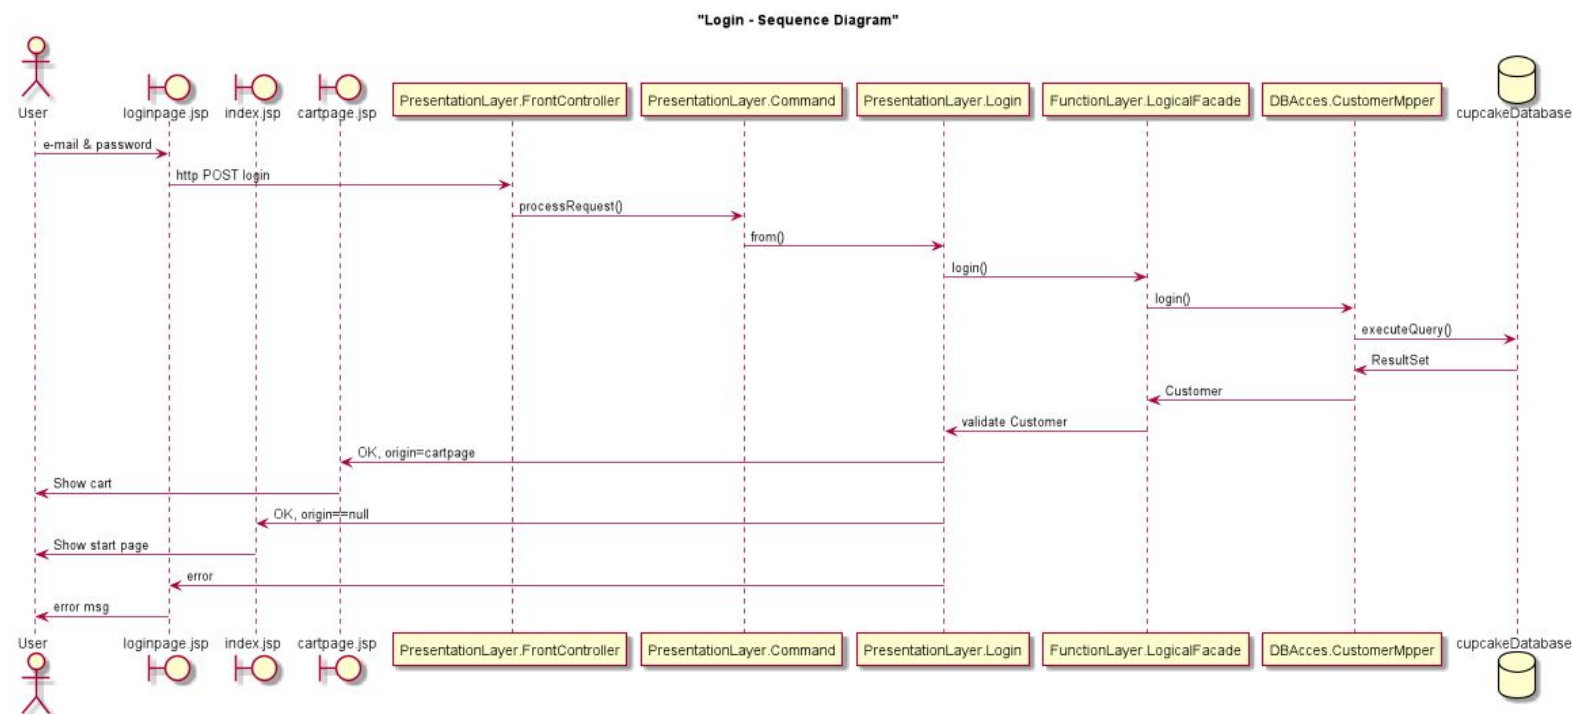 "Login - Sequence Diagram"
User
loginpage.jsp
index.jsp
cartpage.jsp
PresentationLayer.FrontController
PresentationLayer.Command
PresentationLayer.Login
FunctionLayer.LogicalFacade
DBAcces.CustomerMpper
cupcakeDatabase
e-mail & password
http POST login
processRequest()
from()
login()
login()
executeQuery()
ResultSet
Customer
validate Customer
OK, origin=cartpage
Show cart
OK, origin==null
Show start page
error
error msg
User
loginpage.jsp
index.jsp
cartpage.jsp
PresentationLayer.FrontController
PresentationLayer.Command
PresentationLayer.Login
FunctionLayer.LogicalFacade
DBAcces.CustomerMpper
cupcakeDatabase